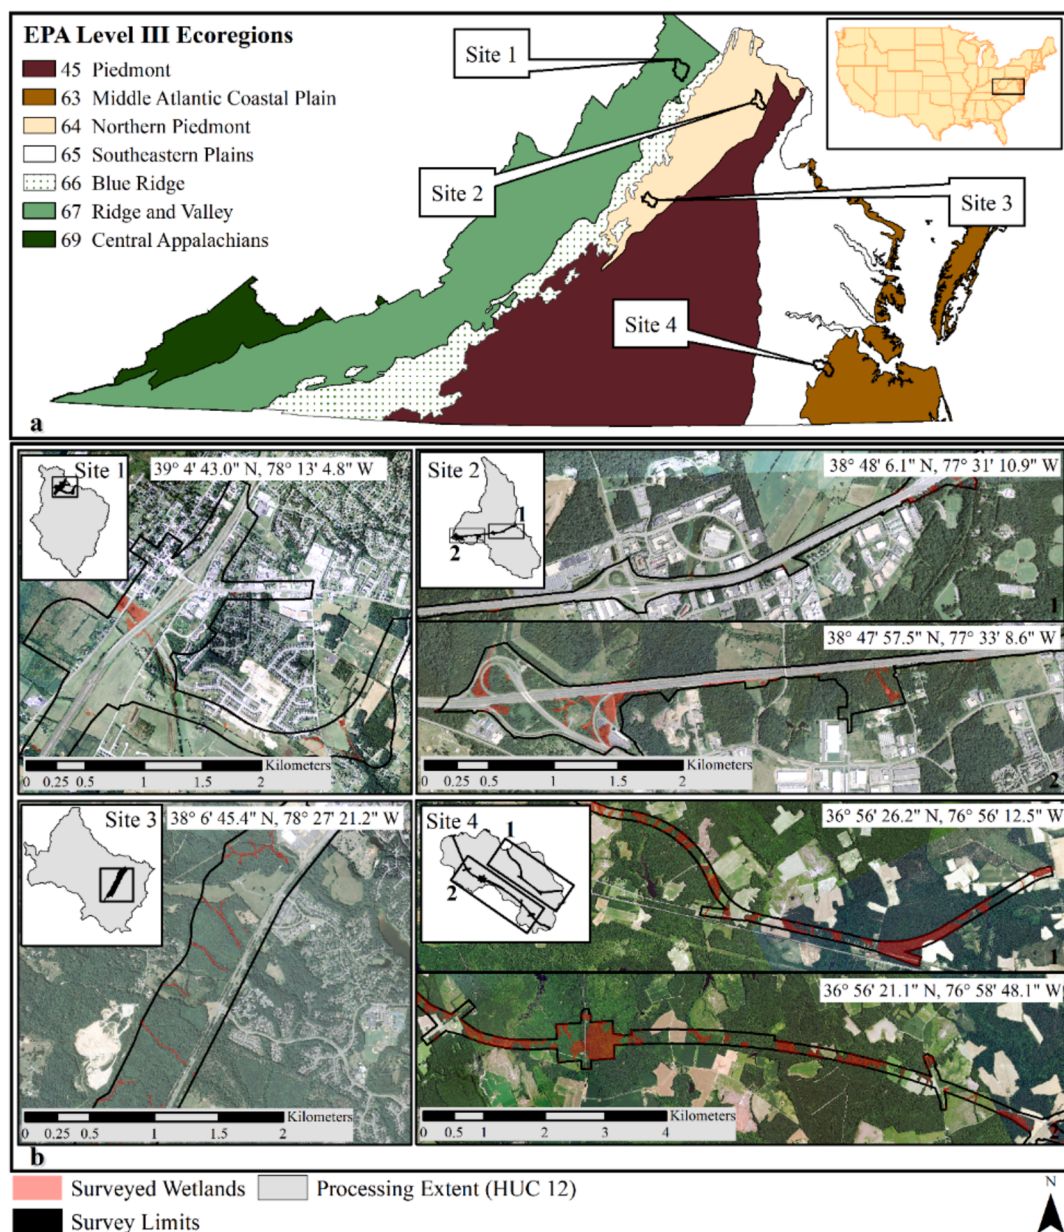 EPA Level III Ecoregions
45 Piedmont
63 Middle Atlantic Coastal Plain
64 Northern Piedmont
65 Southeastern Plains
66 Blue Ridge
67 Ridge and Valley
69 Central Appalachians
Site 1
Site 2
Site 3
Site 4
a
Site 1
39° 4' 43.0" N, 78° 13' 4.8" W
Kilometers
0 0.25 0.5 1 1.5 2
Site 2
1
2
38° 48' 6.1" N, 77° 31' 10.9" W
1
38° 47' 57.5" N, 77° 33' 8.6" W
Kilometers
0 0.25 0.5 1 1.5 2
2
Site 3
38° 6' 45.4" N, 78° 27' 21.2" W
Kilometers
0 0.25 0.5 1 1.5 2
Site 4
1
2
36° 56' 26.2" N, 76° 56' 12.5" W
1
36° 56' 21.1" N, 76° 58' 48.1" W
Kilometers
0 0.5 1 2 3 4
2
b
Surveyed Wetlands
Processing Extent (HUC 12)
Survey Limits
N